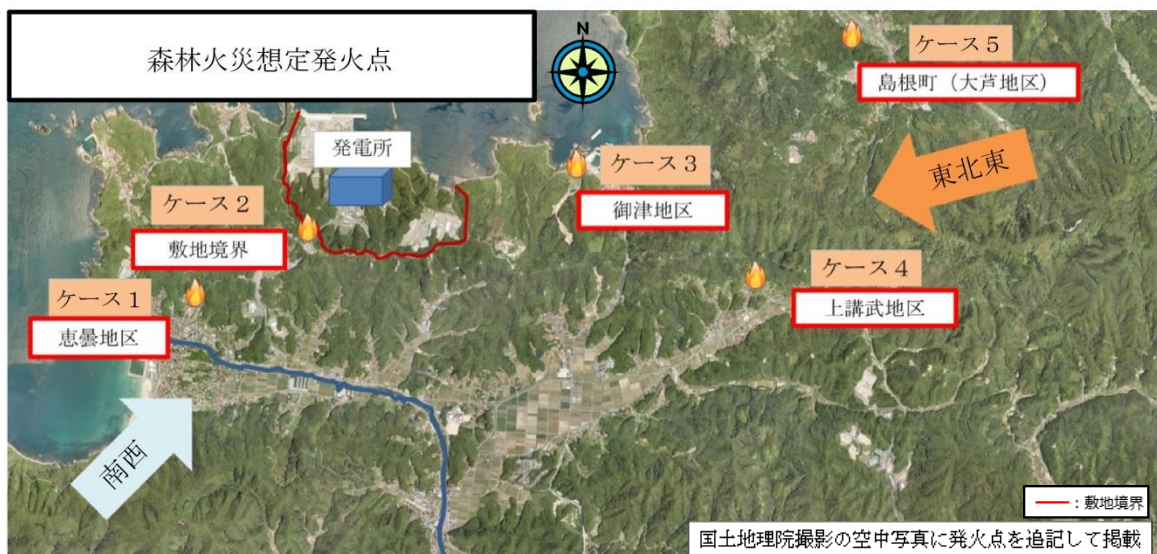 森林火災想定発火点
N
ケース5
島根町（大芦地区）
発電所
ケース3
東北東
ケース2
御津地区
敷地境界
ケース4
ケース1
上講武地区
恵曇地区
南西
：敷地境界
国土地理院撮影の空中写真に発火点を追記して掲載